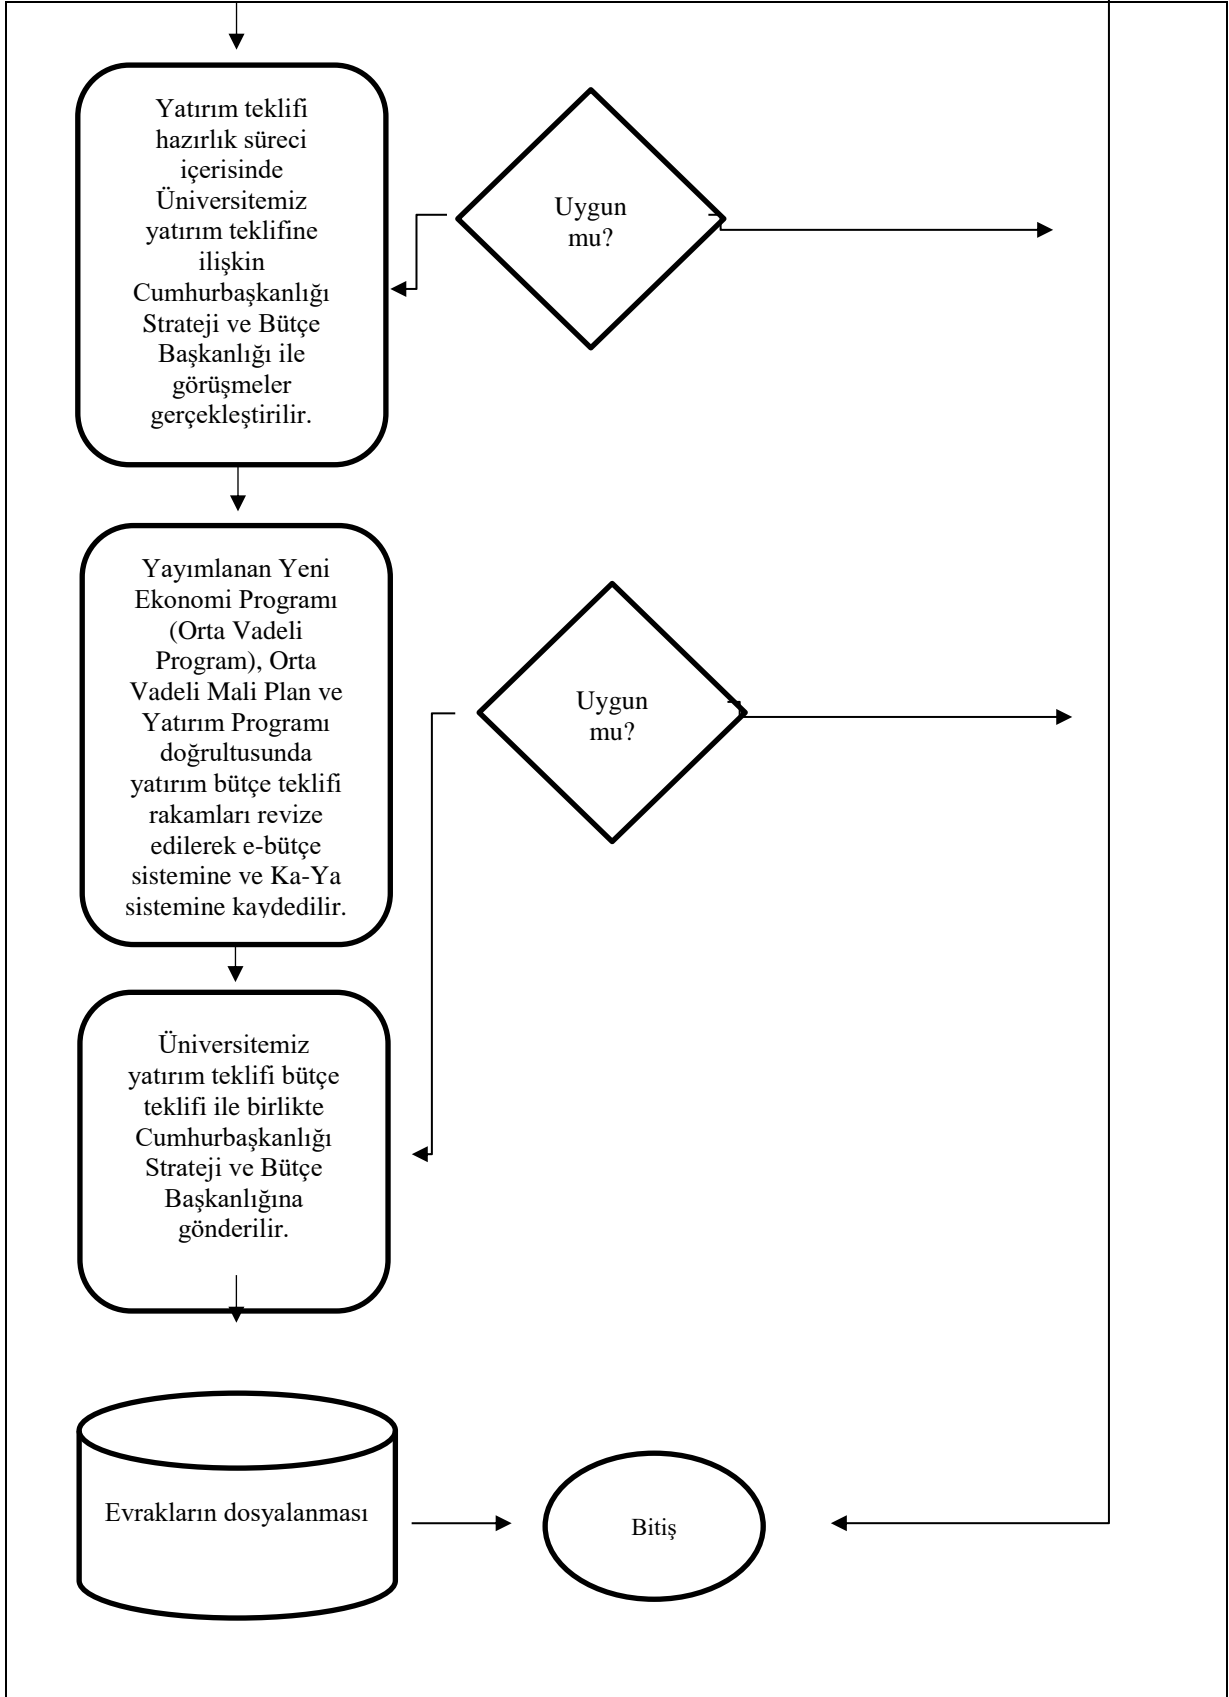 Yatırım teklifi
hazırlık süreci
içerisinde
Üniversitemiz
yatırım teklifine
ilişkin
Cumhurbaşkanlığı
Strateji ve Bütçe
Başkanlığı ile
görüşmeler
gerçekleştirilir.
Uygun
mu?
Yayımlanan Yeni
Ekonomi Programı
(Orta Vadeli
Program), Orta
Vadeli Mali Plan ve
Yatırım Programı
doğrultusunda
yatırım bütçe teklifi
rakamları revize
edilerek e-bütçe
sistemine ve Ka-Ya
sistemine kaydedilir.
Uygun
mu?
Üniversitemiz
yatırım teklifi bütçe
teklifi ile birlikte
Cumhurbaşkanlığı
Strateji ve Bütçe
Başkanlığına
gönderilir.
Evrakların dosyalanması
Bitiş